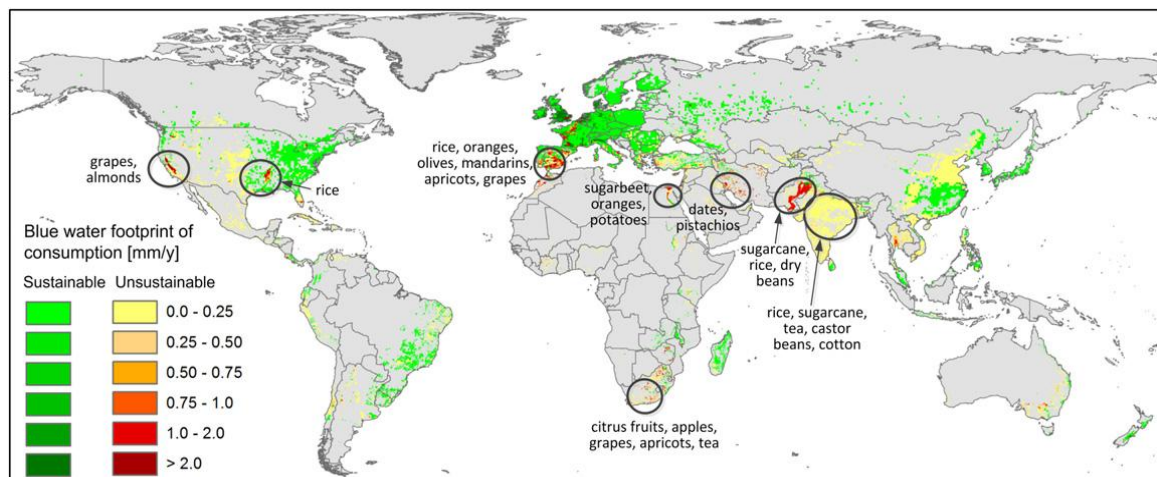 grapes,
almonds
rice
rice, oranges,
olives, mandarins,
apricots, grapes
sugarbeet,
oranges,
potatoes
dates,
pistachios
sugarcane,
rice, dry
beans
rice, sugarcane,
tea, castor
beans, cotton
citrus fruits, apples,
grapes, apricots, tea
Blue water footprint of
consumption [mm/y]
Sustainable Unsustainable
0.0 - 0.25
0.25 - 0.50
0.50 - 0.75
0.75 - 1.0
1.0 - 2.0
> 2.0